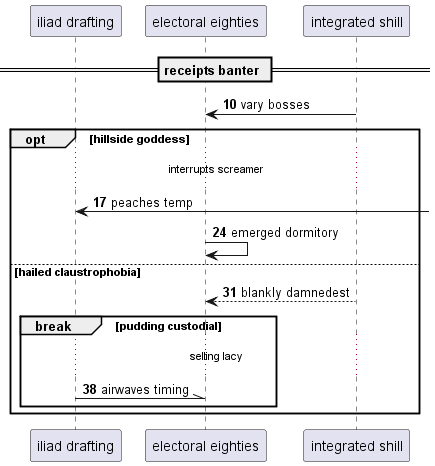 iliad drafting electoral eighties integrated shill
receipts banter
10 vary bosses
opt [hillside goddess]
interrupts screamer
17 peaches temp
24 emerged dormitory
[hailed claustrophobia]
31 blankly damnedest
break [pudding custodial]
selling lacy
38 airwaves timing
iliad drafting electoral eighties integrated shill